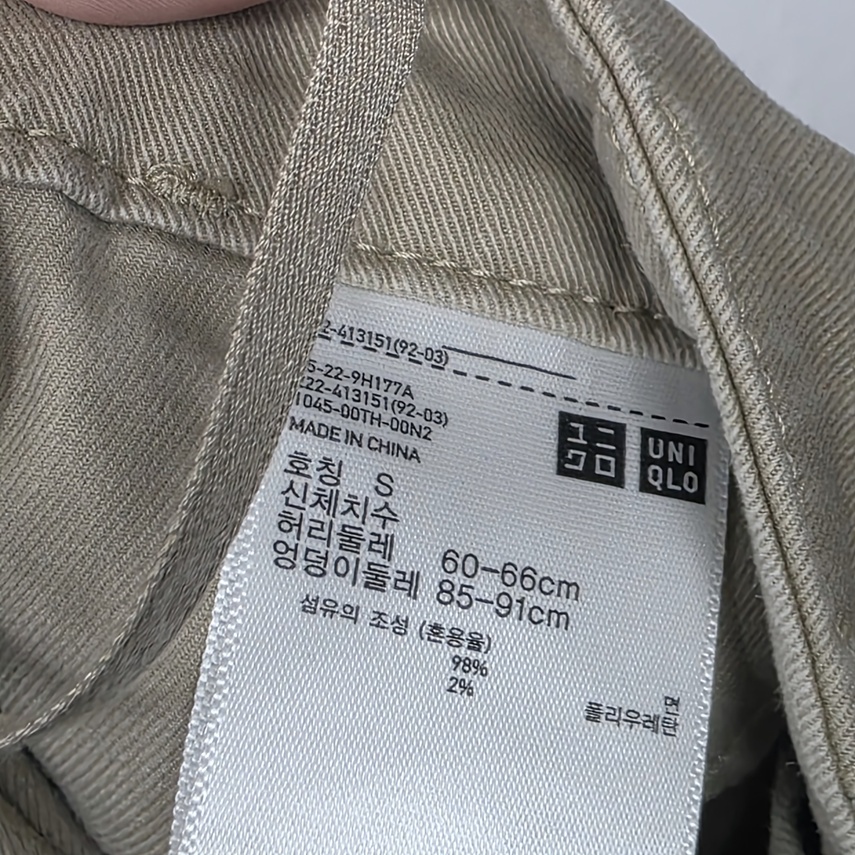 2-413151(92-03)
5-22-9H177A
22-413151(92-03)
1045-00TH-00N2
MADE IN CHINA
ユニ
クロ
UNI
QLO
호칭 S
신체치수
허리둘레 60-66cm
엉덩이둘레 85-91cm
섬유의 조성 (혼용율)
98%
2%
면
폴리우레탄